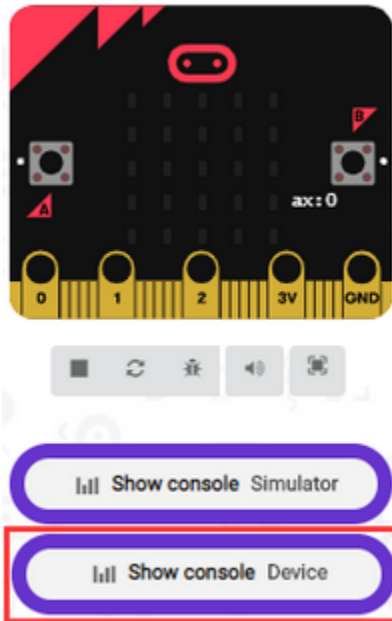 B
A
ax:0
0 1 2 3V GND
Show console Simulator
Show console Device